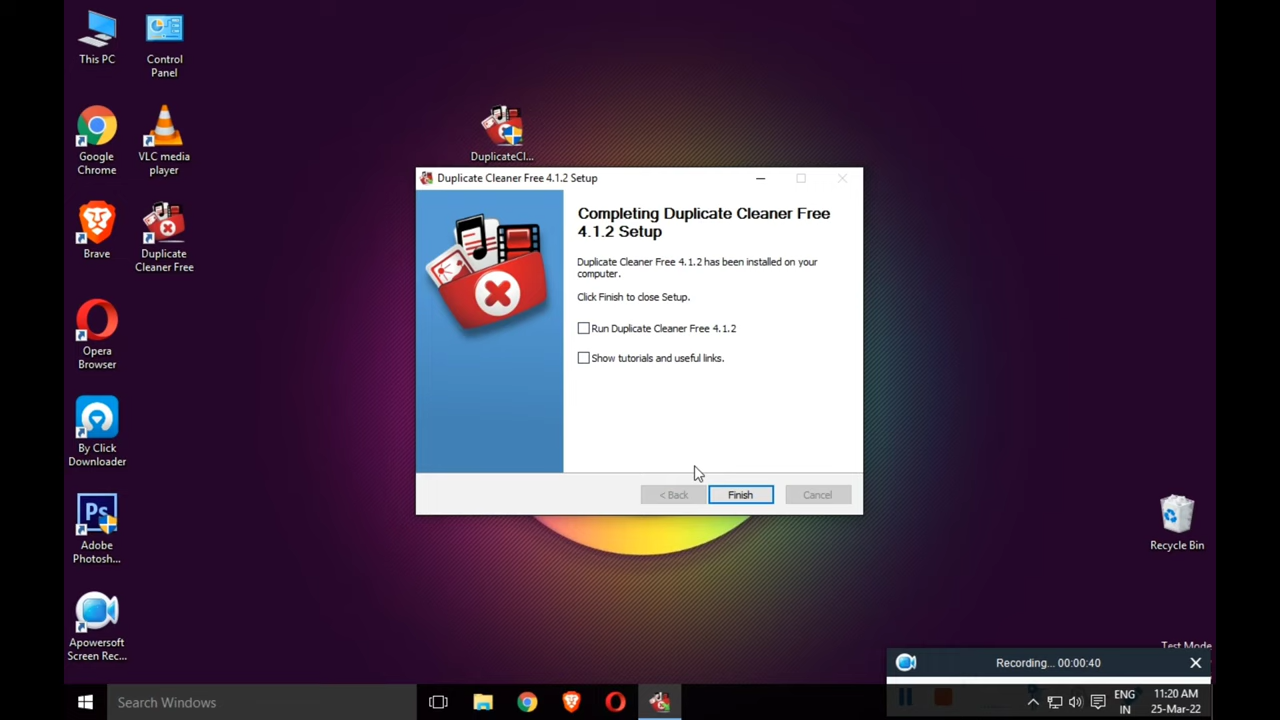 This PC
Control
Panel
Google
Chrome
VLC media
player
DuplicateCl...
Brave
Duplicate
Cleaner Free
Opera
Browser
By Click
Downloader
Ps
Adobe
Photosh...
Apowersoft
Screen Rec...
Duplicate Cleaner Free 4.1.2 Setup
Completing Duplicate Cleaner Free
4.1.2 Setup
Duplicate Cleaner Free 4.1.2 has been installed on your
computer.
Click Finish to close Setup.
Run Duplicate Cleaner Free 4.1.2
Show tutorials and useful links.
< Back
Finish
Cancel
Recycle Bin
Test Mode
Recording... 00:00:40
Search Windows
ENG
IN
11:20 AM
25-Mar-22